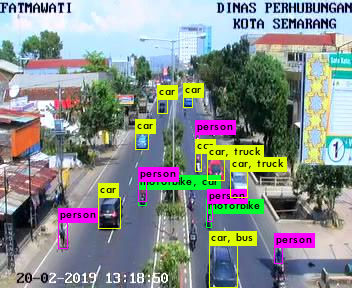 FATMAWATI
DINAS PERHUBUNGAN
KOTA SEMARANG
car
car
car
person
car, truck
car, truck
person
motorbike, car
car
person
motorbike
person
car, bus
person
20-02-2019 13:18:50